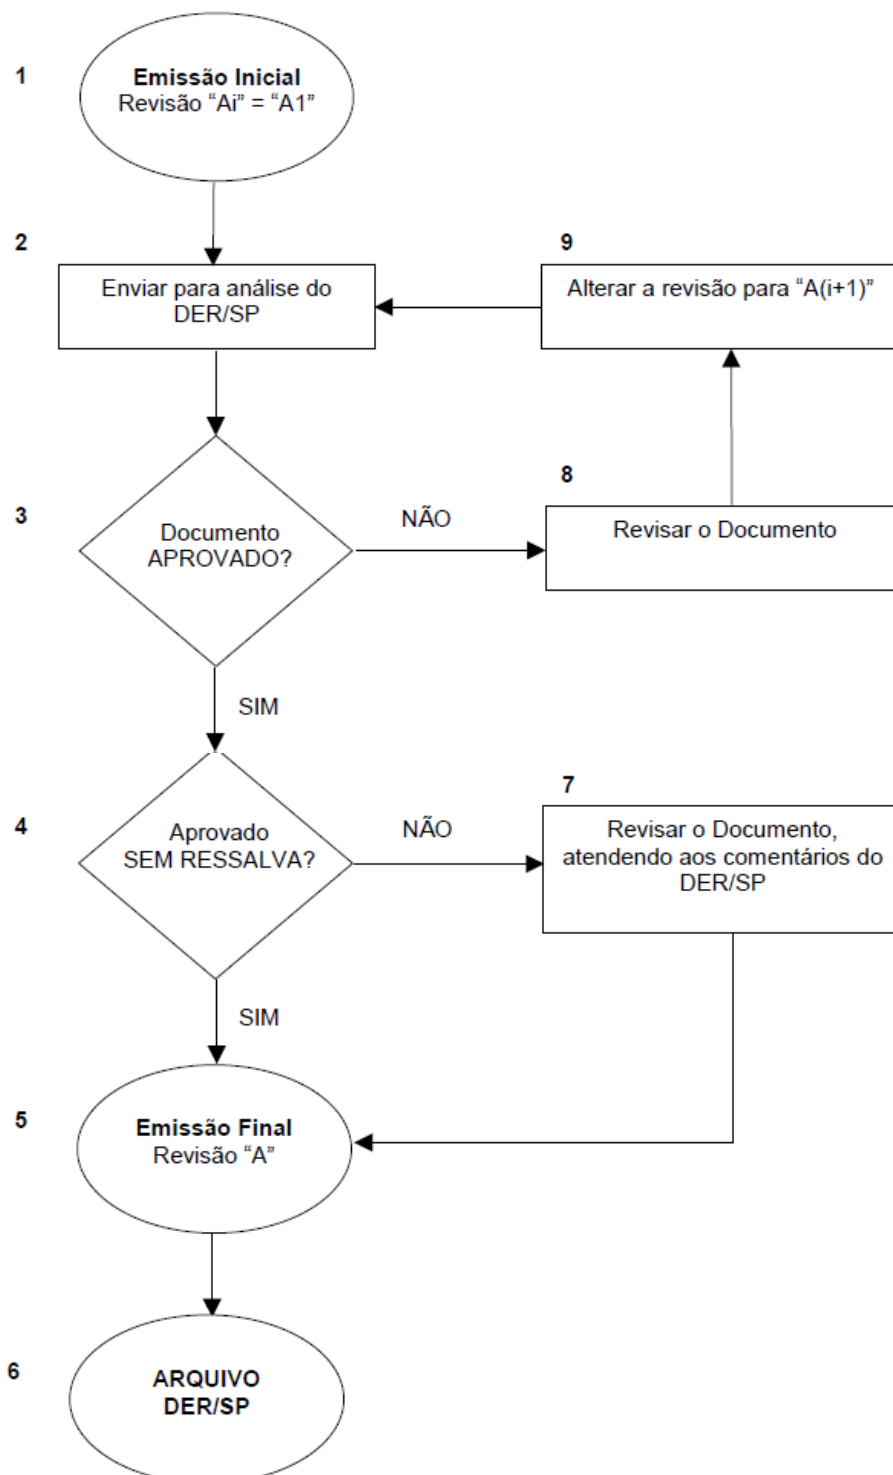 1
Emissão Inicial
Revisão “Ai” = “A1”
2
Enviar para análise do
DER/SP
9
Alterar a revisão para “A(i+1)”
3
Documento
APROVADO?
NÃO
8
Revisar o Documento
SIM
4
Aprovado
SEM RESSALVA?
NÃO
7
Revisar o Documento,
atendendo aos comentários do
DER/SP
SIM
5
Emissão Final
Revisão “A”
6
ARQUIVO
DER/SP